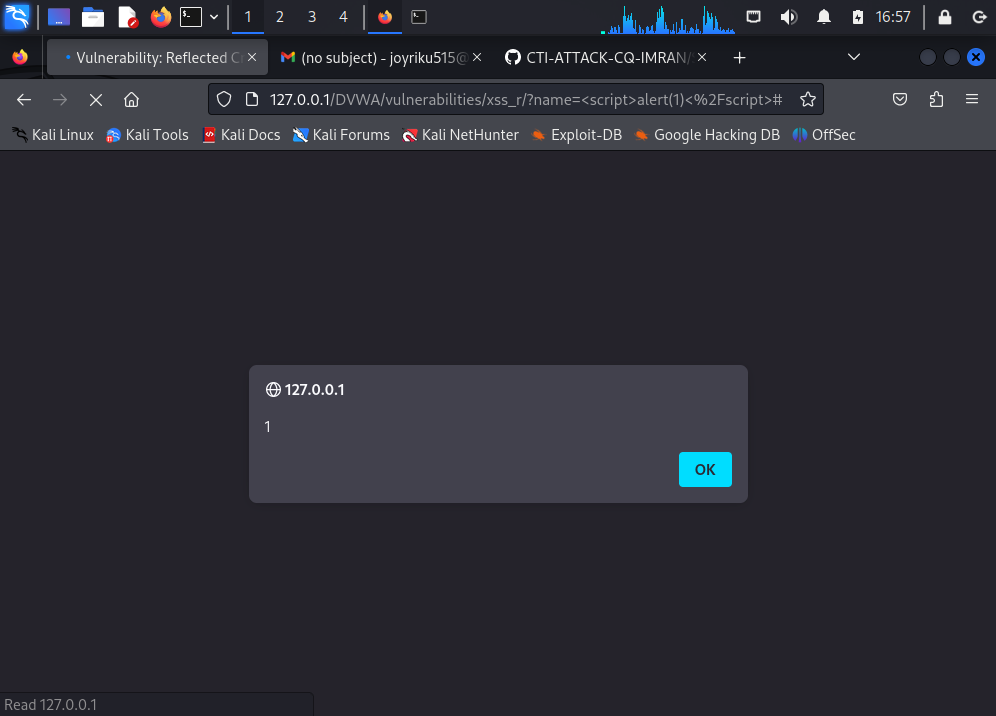 1 2 3 4 16:57
Vulnerability: Reflected C (no subject) - joyriku515@ CTI-ATTACK-CQ-IMRAN/
127.0.0.1/DVWA/vulnerabilities/xss_r/?name=<script>alert(1)<%2Fscript>#
Kali Linux Kali Tools Kali Docs Kali Forums Kali NetHunter Exploit-DB Google Hacking DB OffSec
127.0.0.1
1
OK
Read 127.0.0.1